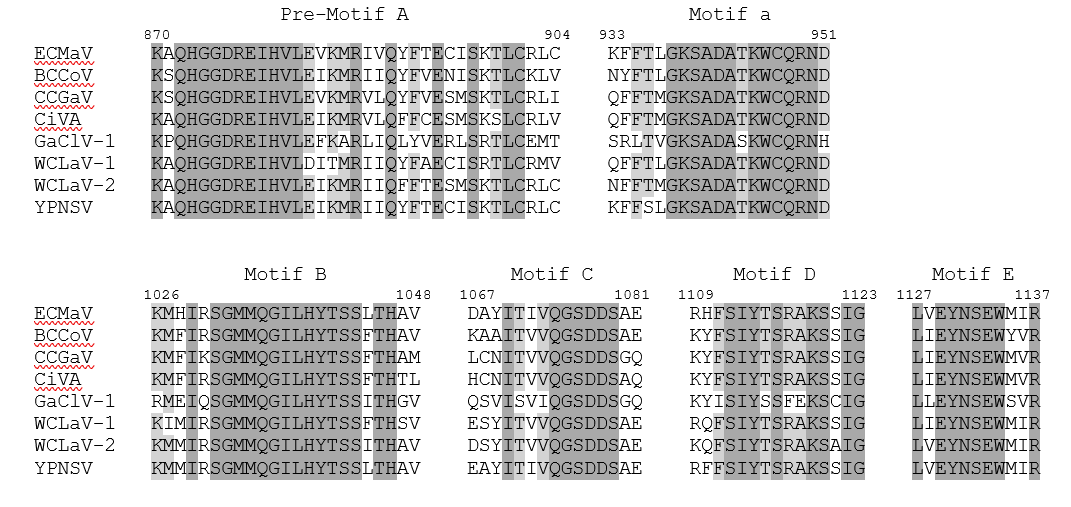 Pre-Motif A Motif a
870 904 933 951
ECMaV KAQHGGDREIHVLEVKMRIVQYFTECISKTLCRLC KFFTLGKSADATKWCQRND
BCCoV KSQHGGDREIHVLEIKMRIIQYFVENISKTLCKLV NYFTLGKSADATKWCQRND
CCGaV KSQHGGDREIHVLEVKMRVLQYFVESMSKTLCRLI QFFTMGKSADATKWCQRND
CiVA KAQHGGDREIHVLEIKMRVLQFFCESMSKSLCRLV QFFTMGKSADATKWCQRND
GaClV-1 KPQHGGDREIHVLEFKARLIQLYVERLSRTLCEMT SRLTVGKSADASKWCQRNH
WCLaV-1 KAQHGGDREIHVLDITMRIIQYFAECISRTLCRMV QFFTLGKSADATKWCQRND
WCLaV-2 KAQHGGDREIHVLEIKMRIIQFFTESMSKTLCRLC NFFTMGKSADATKWCQRND
YPNSV KAQHGGDREIHVLEIKMRIIQYFTECISKTLCRLC KFFSLGKSADATKWCQRND
Motif B Motif C Motif D Motif E
1026 1048 1067 1081 1109 1123 1127 1137
ECMaV KMHIRSGMMQGILHYTSSLTHAV DAYITIVQGSDDSAE RHFSIYTSRAKSSIG LVEYNSEWMIR
BCCoV KMFIRSGMMQGILHYTSSFTHAV KAAITVVQGSDDSAE KYFSIYTSRAKSSIG LIEYNSEWYVR
CCGaV KMFIKSGMMQGILHYTSSFTHAM LCNITVVQGSDDSGQ KYFSIYTSRAKSSIG LIEYNSEWMVR
CiVA KMFIRSGMMQGILHYTSSFTHTL HCNITVVQGSDDSAQ KYFSIYTSRAKSSIG LIEYNSEWMVR
GaClV-1 RMEIQSGMMQGILHYTSSITHGV QSVISVIQGSDDSGQ KYISIYSSFEKSCIG LLEYNSEWSVR
WCLaV-1 KIMIRSGMMQGILHYTSSFTHSV ESYITVVQGSDDSAE RQFSIYTSRAKSSIG LVEYNSEWMIR
WCLaV-2 KMMIRSGMMQGILHYTSSITHAV DSYITVVQGSDDSAE KQFSIYTSRAKSAIG LVEYNSEWMIR
YPNSV KMMIRSGMMQGILHYTSSLTHAV EAYITIVQGSDDSAE RFFSIYTSRAKSSIG LVEYNSEWMIR